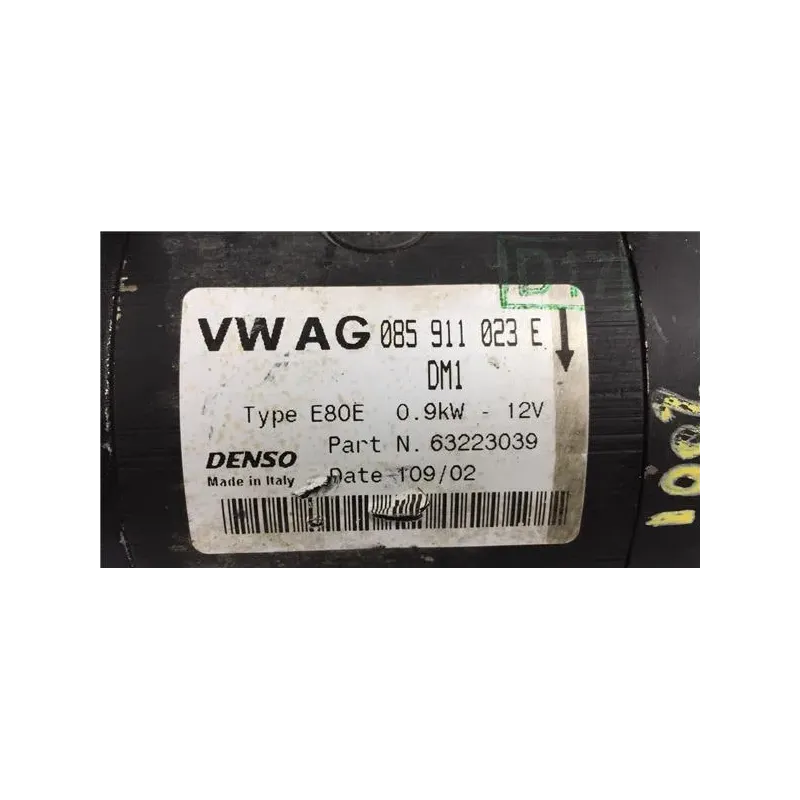 VW AG 085 911 023 E
DM1
Type E80E 0.9kW - 12V
Part N. 63223039
DENSO
Date 109/02
Made in Italy